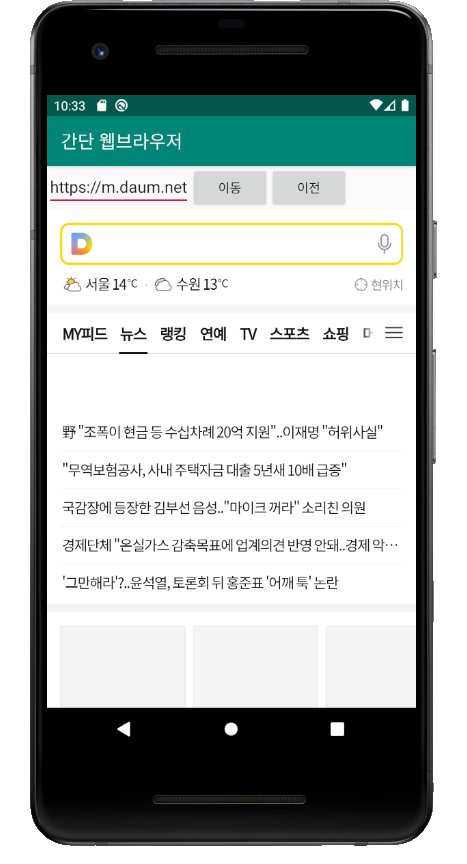 10:33
간단 웹브라우저
https://m.daum.net 이동 이전
서울 14°C 수원 13°C 현위치
MY피드 뉴스 랭킹 연예 TV 스포츠 쇼핑
野 "조폭이 현금 등 수십차례 20억 지원"..이재명 "허위사실"
"무역보험공사, 사내 주택자금 대출 5년새 10배 급증"
국감장에 등장한 김부선 음성.."마이크 꺼라" 소리친 의원
경제단체 "온실가스 감축목표에 업계의견 반영 안돼..경제 악…
'그만해라'?..윤석열, 토론회 뒤 홍준표 '어깨 툭' 논란